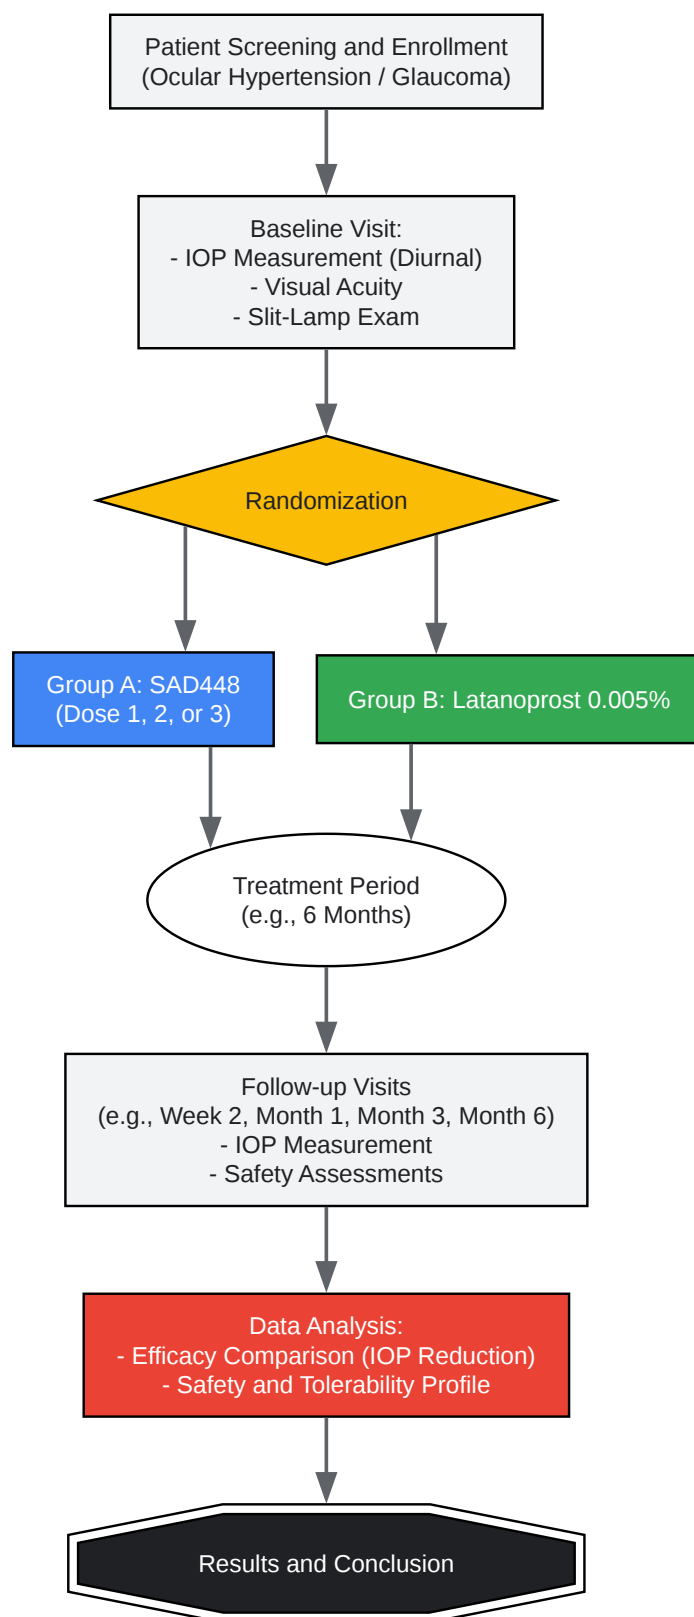 Patient Screening and Enrollment
(Ocular Hypertension / Glaucoma)
Baseline Visit:
- IOP Measurement (Diurnal)
- Visual Acuity
- Slit-Lamp Exam
Randomization
Group A: SAD448
(Dose 1, 2, or 3)
Group B: Latanoprost 0.005%
Treatment Period
(e.g., 6 Months)
Follow-up Visits
(e.g., Week 2, Month 1, Month 3, Month 6)
- IOP Measurement
- Safety Assessments
Data Analysis:
- Efficacy Comparison (IOP Reduction)
- Safety and Tolerability Profile
Results and Conclusion